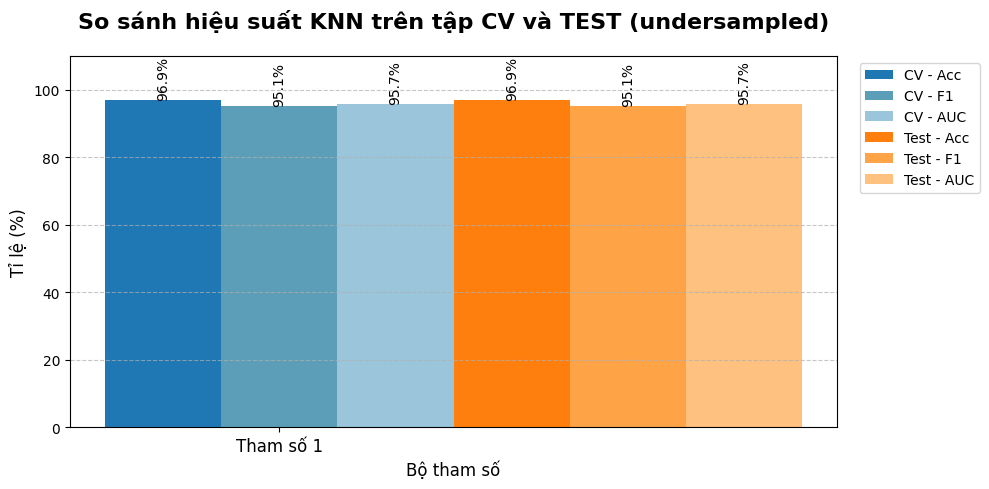 So sánh hiệu suất KNN trên tập CV và TEST (undersampled)
Tỉ lệ (%)
100
80
60
40
20
0
96.9%
95.1%
95.7%
96.9%
95.1%
95.7%
Tham số 1
Bộ tham số
CV - Acc
CV - F1
CV - AUC
Test - Acc
Test - F1
Test - AUC